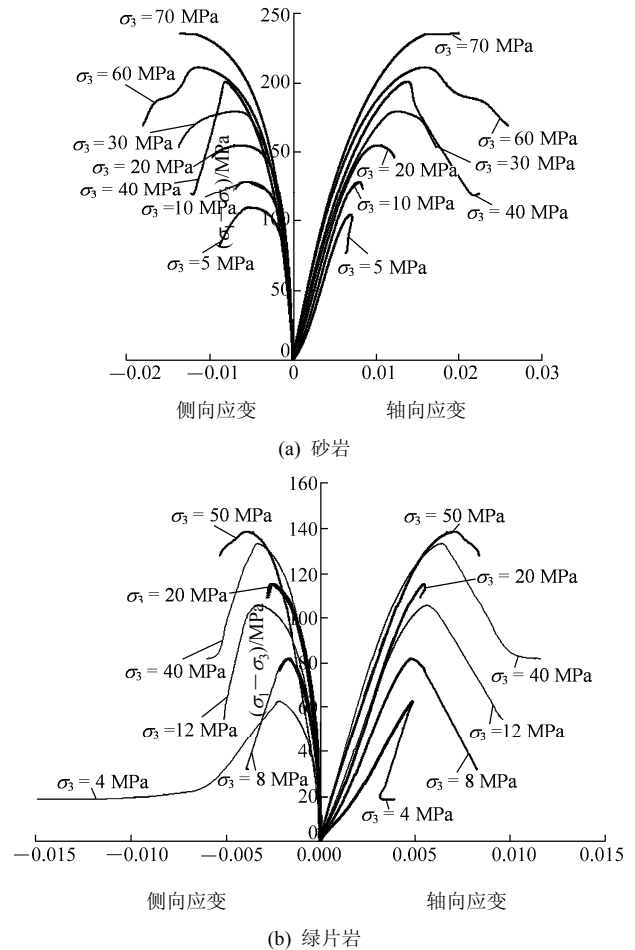 250
σ3 = 70 MPa
σ3 = 70 MPa
σ3 = 60 MPa
200
σ3 = 60 MPa
σ3 = 30 MPa
150
σ3 = 30 MPa
σ3 = 20 MPa
σ3 = 20 MPa
σ3 = 40 MPa
(σ1−σ3)/MPa
σ3 = 10 MPa
σ3 = 10 MPa
σ3 = 40 MPa
100
σ3 = 5 MPa
σ3 = 5 MPa
50
0
−0.02 −0.01 0 0.01 0.02 0.03
侧向应变 轴向应变
(a) 砂岩
160
σ3 = 50 MPa
σ3 = 50 MPa
140
120
σ3 = 20 MPa
σ3 = 20 MPa
100
(σ1−σ3)/MPa
80
σ3 = 40 MPa
σ3 = 40 MPa
σ3 =12 MPa
60
σ3 =12 MPa
40
σ3 = 4 MPa
σ3 = 8 MPa
σ3 = 8 MPa
20
σ3 = 4 MPa
0
−0.015 −0.010 −0.005 0.000 0.005 0.010 0.015
侧向应变 轴向应变
(b) 绿片岩